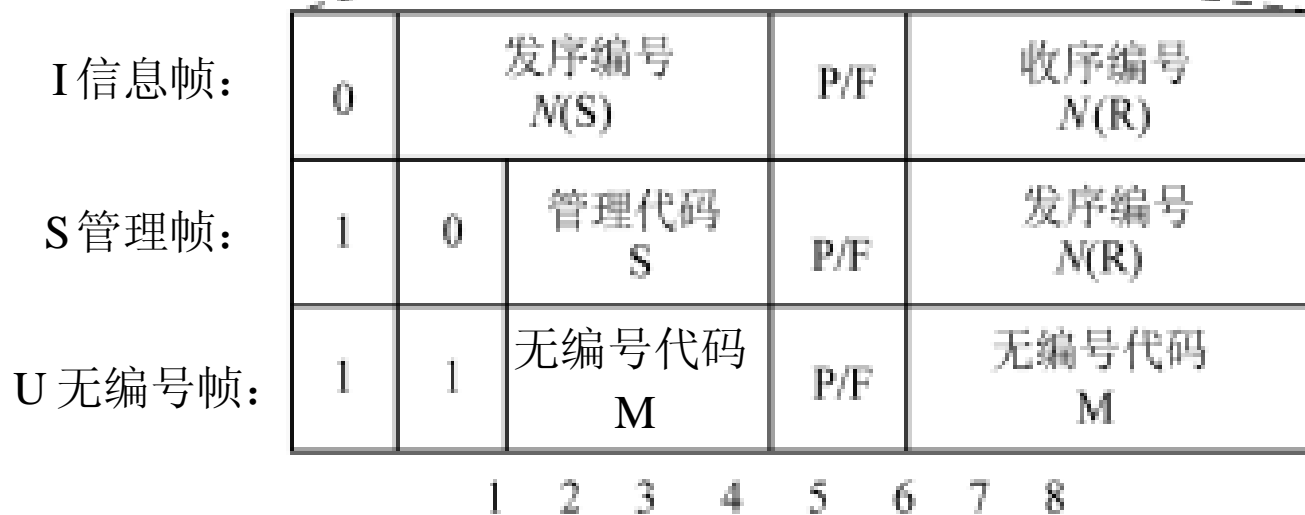 I信息帧： 0 发序编号 N(S) P/F 收序编号 N(R)
S管理帧： 1 0 管理代码 S P/F 发序编号 N(R)
U无编号帧： 1 1 无编号代码 M P/F 无编号代码 M
1 2 3 4 5 6 7 8